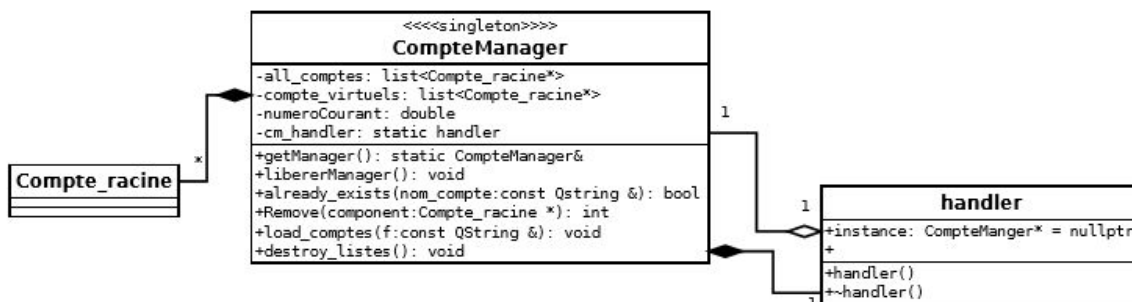 <<<<singleton>>>>
CompteManager
-all_comptes: list<Compte_racine*>
-compte_virtuels: list<Compte_racine*>
-numeroCourant: double
-cm_handler: static handler
+getManager(): static CompteManager&
+libererManager(): void
+already_exists(nom_compte:const Qstring &): bool
+Remove(component:Compte_racine *): int
+load_comptes(f:const QString &): void
+destroy_listes(): void
*
Compte_racine
1
1
handler
+instance: CompteManger* = nullptr
+
+handler()
+~handler()
1